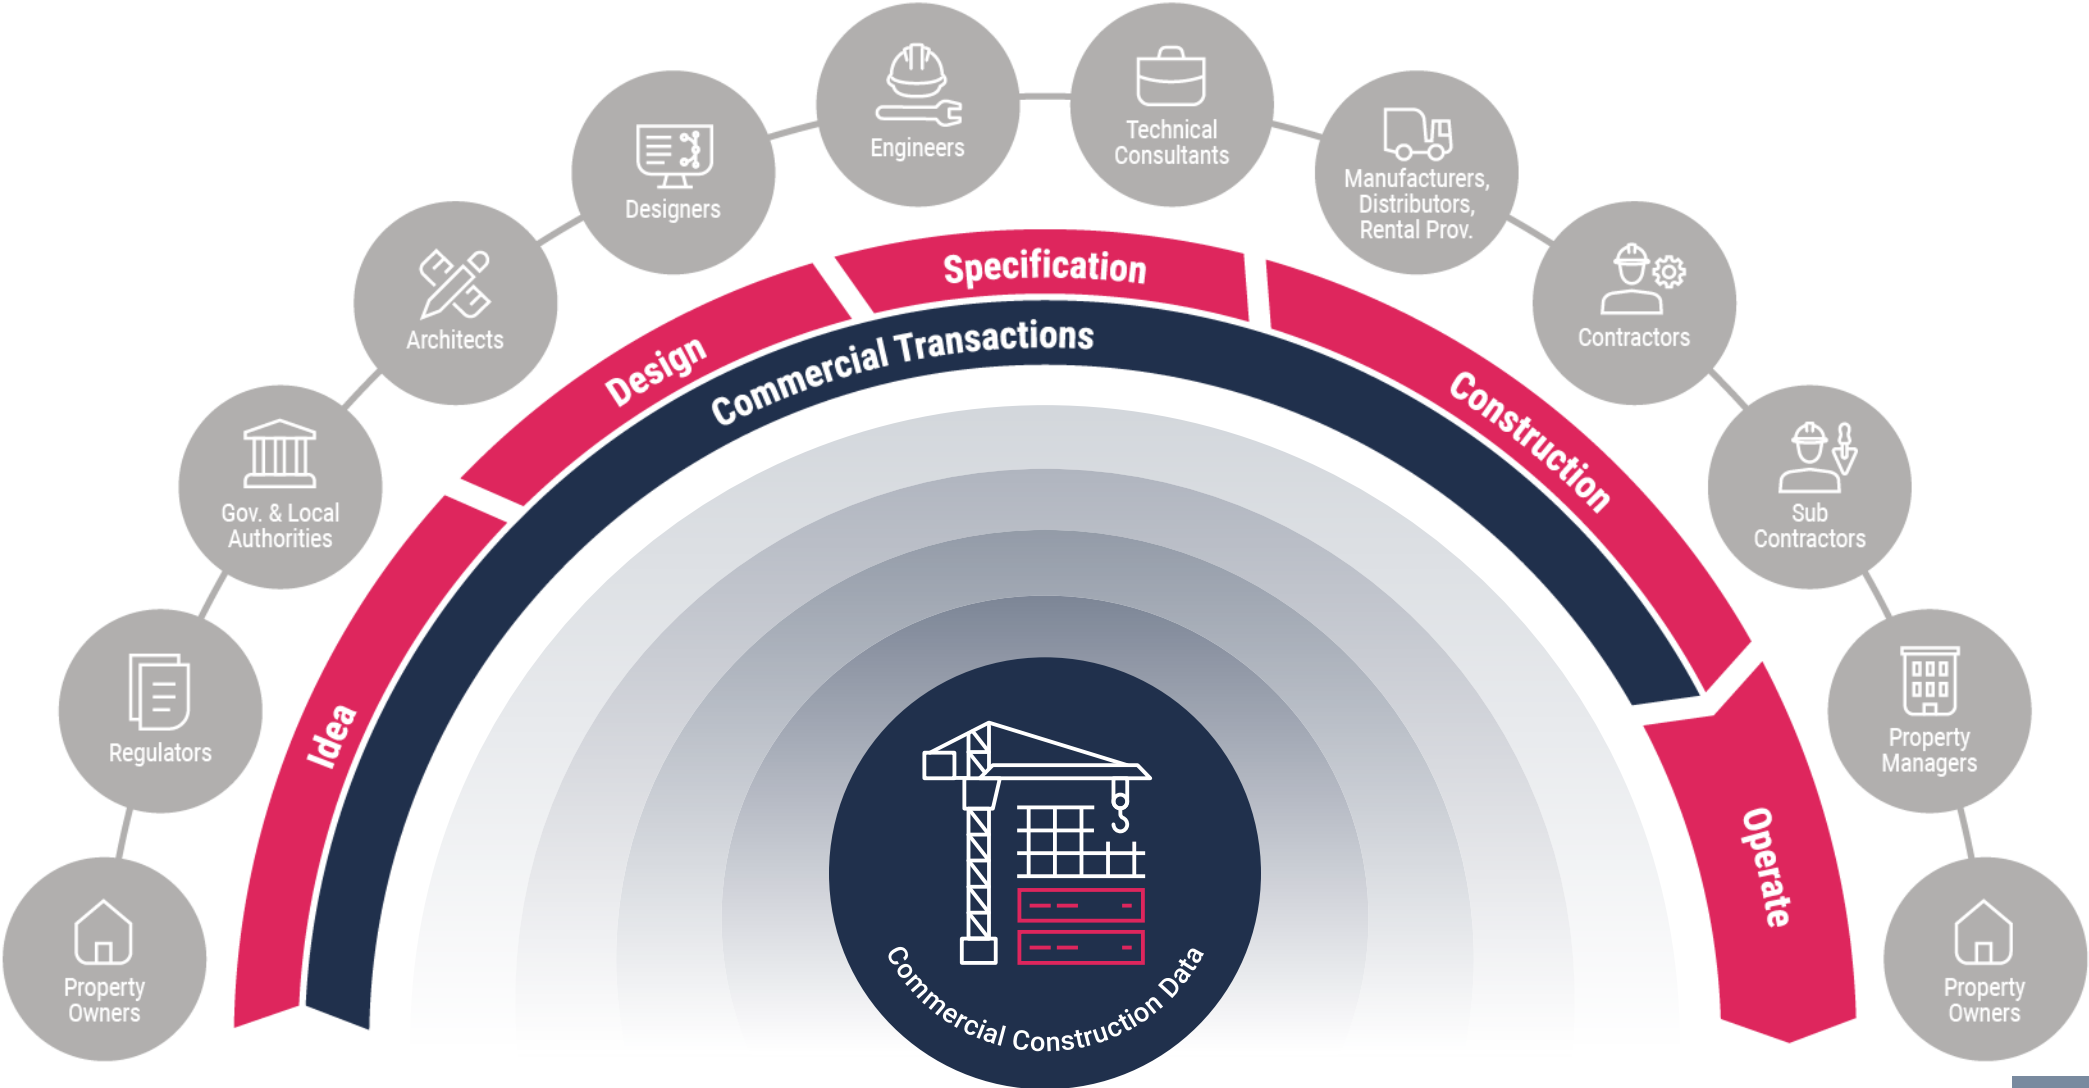 Engineers
Technical
Consultants
Designers
Manufacturers,
Distributors,
Rental Prov.
Architects
Contractors
Gov. & Local
Authorities
Sub
Contractors
Regulators
Property
Managers
Property
Owners
Property
Owners
Idea
Design
Specification
Construction
Operate
Commercial Transactions
Commercial Construction Data